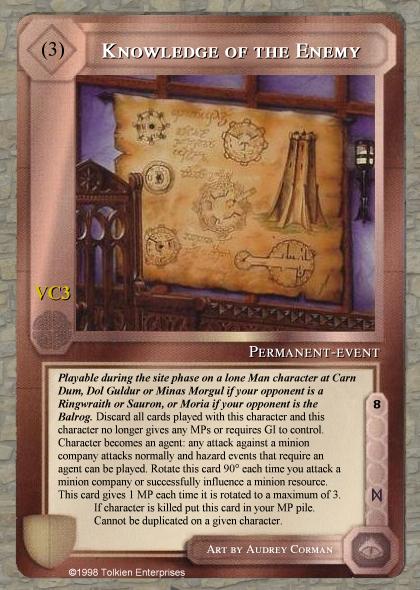 (3)
KNOWLEDGE OF THE ENEMY
VC3
PERMANENT-EVENT
Playable during the site phase on a lone Man character at Carn
Dum, Dol Guldur or Minas Morgul if your opponent is a
Ringwraith or Sauron, or Moria if your opponent is the
Balrog. Discard all cards played with this character and this
character no longer gives any MPs or requires GI to control.
Character becomes an agent: any attack against a minion
company attacks normally and hazard events that require an
agent can be played. Rotate this card 90° each time you attack a
minion company or successfully influence a minion resource.
This card gives 1 MP each time it is rotated to a maximum of 3.
If character is killed put this card in your MP pile.
Cannot be duplicated on a given character.
8
ART BY AUDREY CORMAN
©1998 Tolkien Enterprises